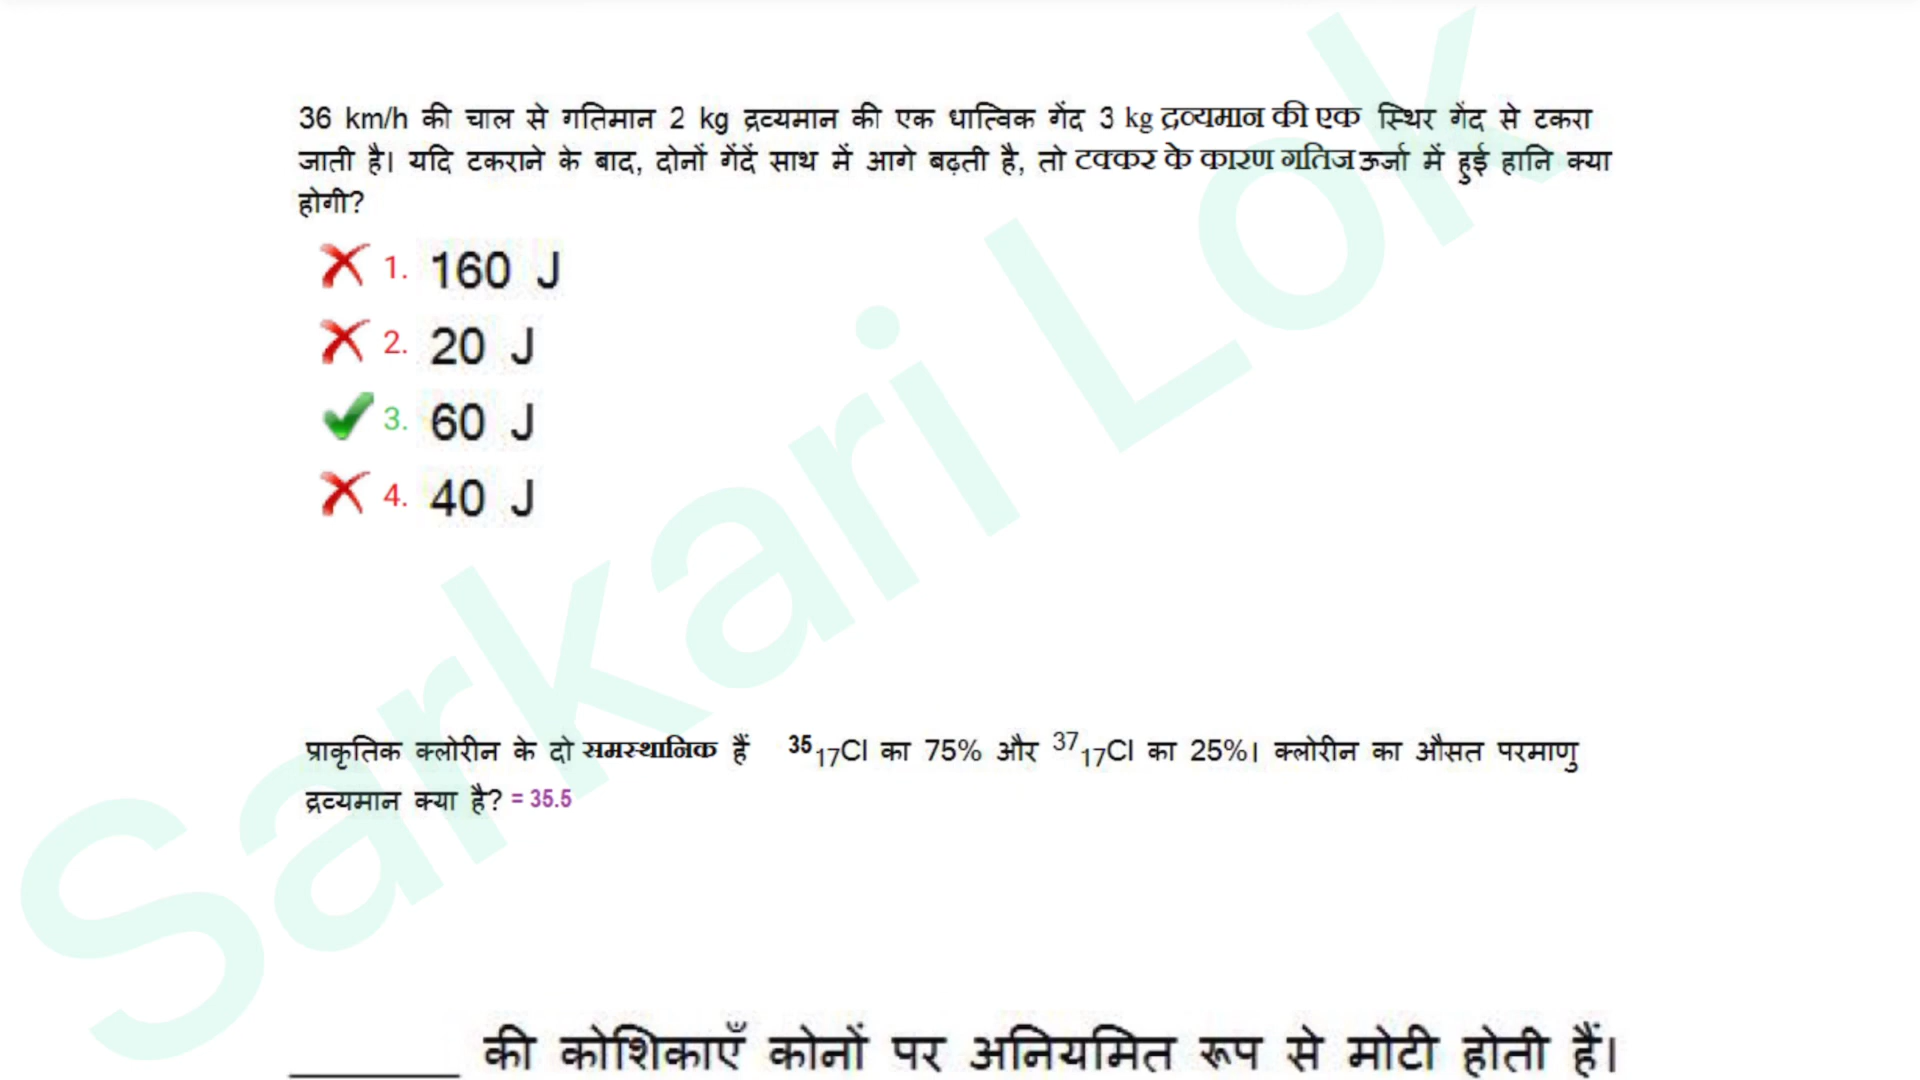 36 km/h की चाल से गतिमान 2 kg द्रव्यमान की एक धात्विक गेंद 3 kg द्रव्यमान की एक स्थिर गेंद से टकरा
जाती है। यदि टकराने के बाद, दोनों गेंदें साथ में आगे बढ़ती है, तो टक्कर के कारण गतिज ऊर्जा में हुई हानि क्या
होगी?
1. 160 J
2. 20 J
3. 60 J
4. 40 J
प्राकृतिक क्लोरीन के दो समस्थानिक हैं ³⁵₁₇Cl का 75% और ³⁷₁₇Cl का 25%। क्लोरीन का औसत परमाणु
द्रव्यमान क्या है? = 35.5
______ की कोशिकाएँ कोनों पर अनियमित रूप से मोटी होती हैं।
Sarkari Lok